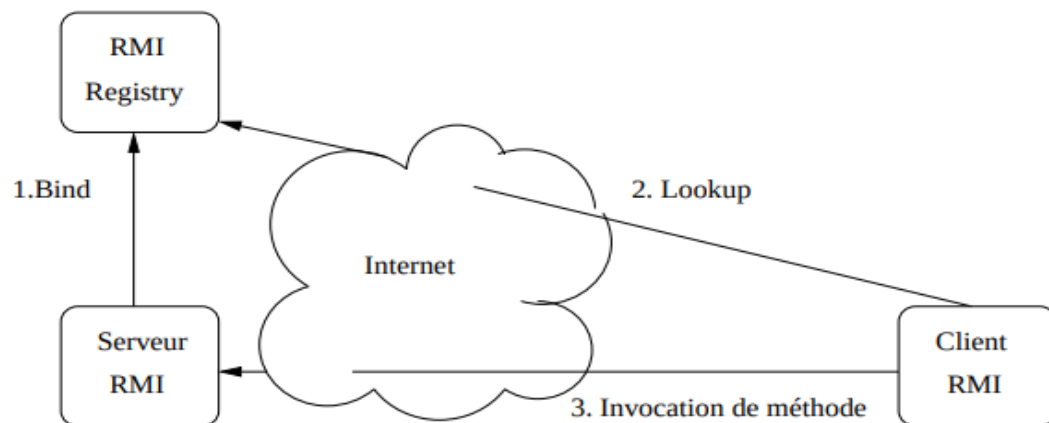 RMI
Registry
1.Bind
2. Lookup
Internet
Serveur
RMI
Client
RMI
3. Invocation de méthode